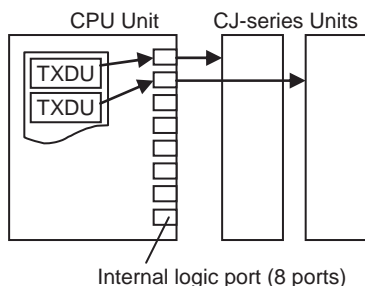 CPU Unit
CJ-series Units
TXDU
TXDU
Internal logic port (8 ports)